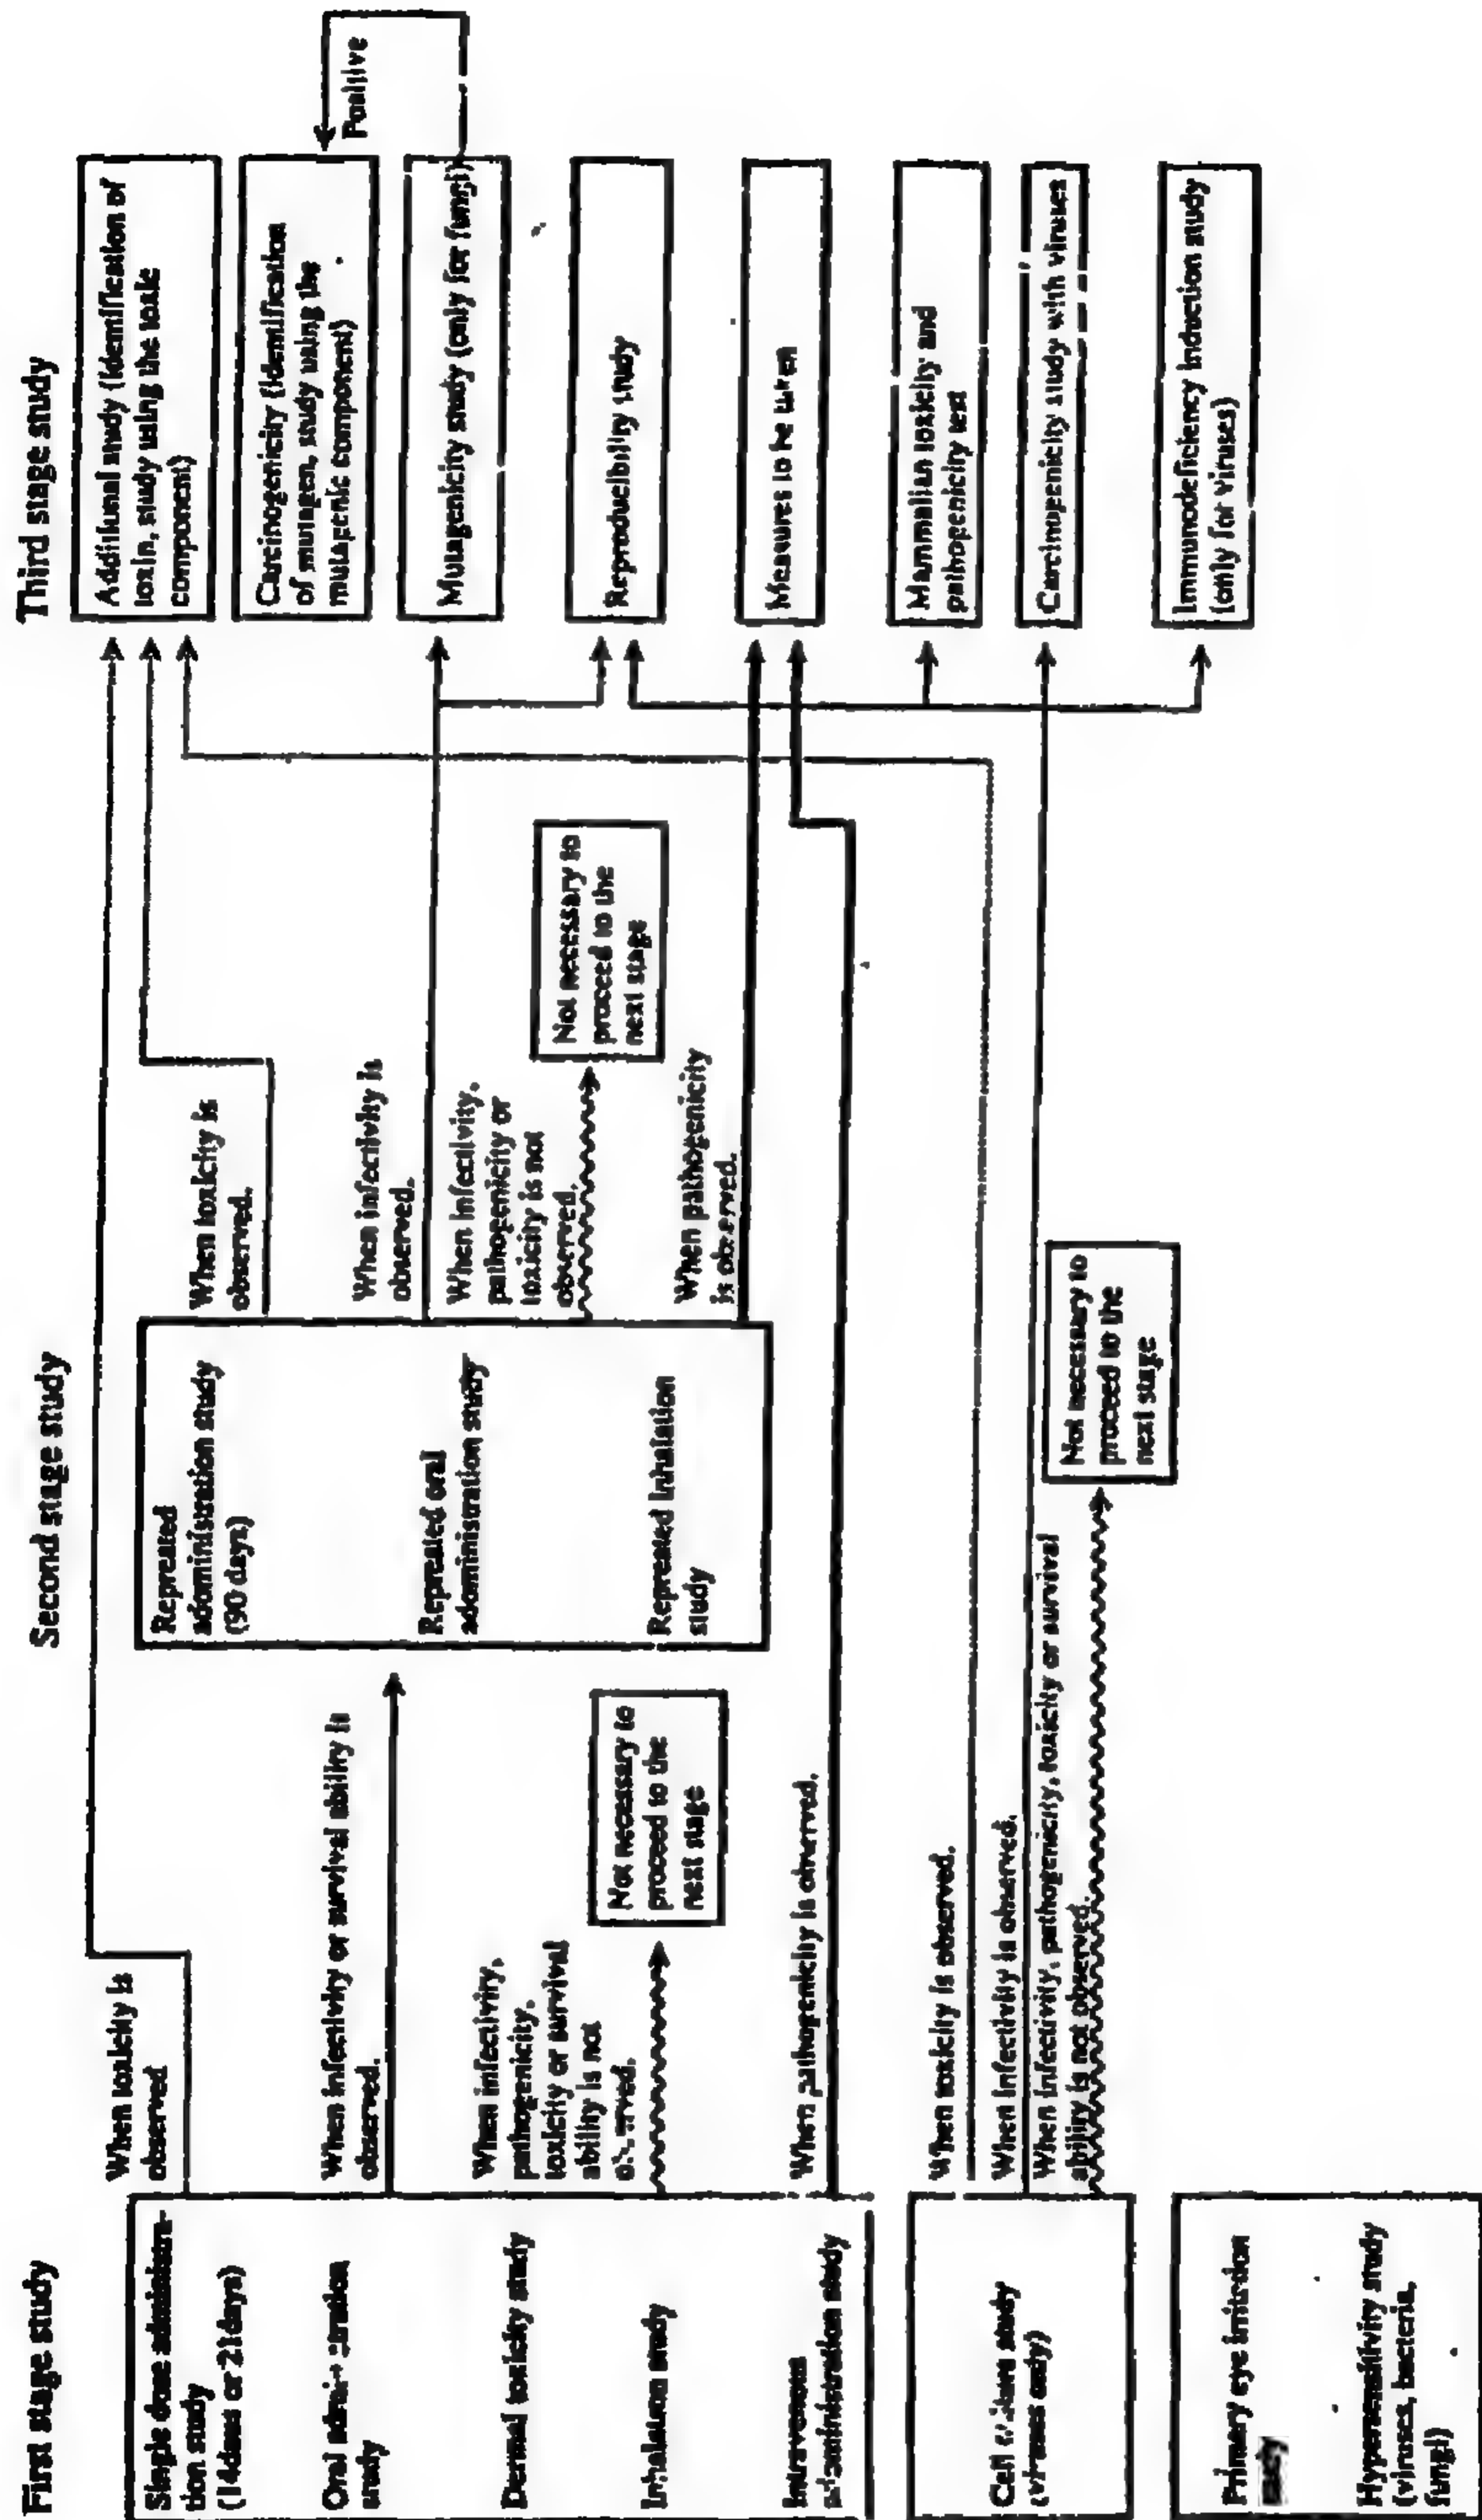 First stage study
Single dose administra-
tion study
(14days or 21days)
Oral administration
study
Dermal toxicity study
Inhalation study
Intravenous
administration study
Cell culture study
(viruses only)
Primary eye irritation
study
Hypersensitivity study
(viruses, bacteria,
fungi)
When toxicity is
observed
When infectivity or survival ability is
observed.
When infectivity,
pathogenicity,
toxicity or survival
ability is not
observed.
Not necessary to
proceed to the
next stage
When pathogenicity is observed.
When toxicity is observed.
When infectivity is observed.
When infectivity, pathogenicity, toxicity or survival
ability is not observed.
Not necessary to
proceed to the
next stage
Second stage study
Repreated
adominisitration study
(90 days)
Repreated oral
adominisitration study
Repreated inhalation
study
When toxicity is
observed.
When infectivity is
observed.
When infectivity,
pathogenicity or
toxicity is not
observed.
Not necessary to
proceed to the
next stage
When pathogenicity
is observed.
Third stage study
Additional study (identification of
toxin, study using the toxic
component)
Carcinogenicity (identification
of mutagen, study using the
mutagenic component)
Positive
Mutagenicity study (only for fungi)
Reproducibility study
Measures to be taken
Mammalian toxicity and
pathogenicity test
Carcinogenicity study with viruses
Immunodeficiency induction study
(only for viruses)